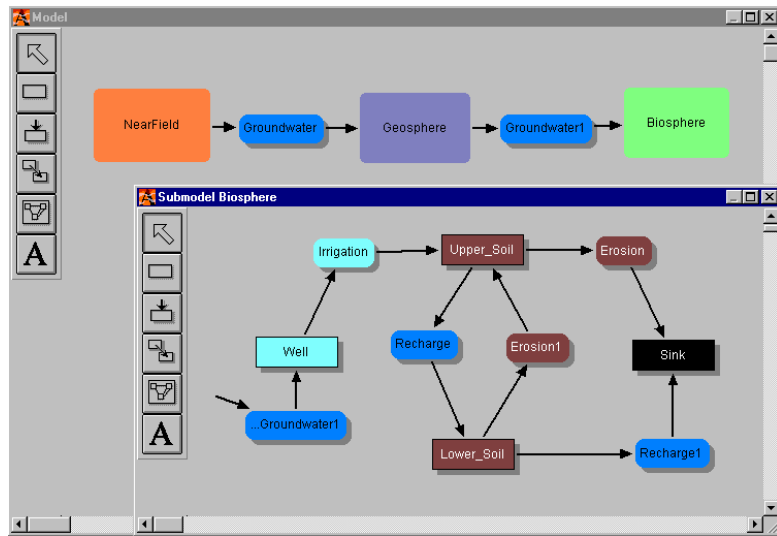 Model
NearField
Groundwater
Geosphere
Groundwater1
Biosphere
A
Submodel Biosphere
Irrigation
Upper_Soil
Erosion
Well
Recharge
Erosion1
Sink
...Groundwater1
A
Lower_Soil
Recharge1